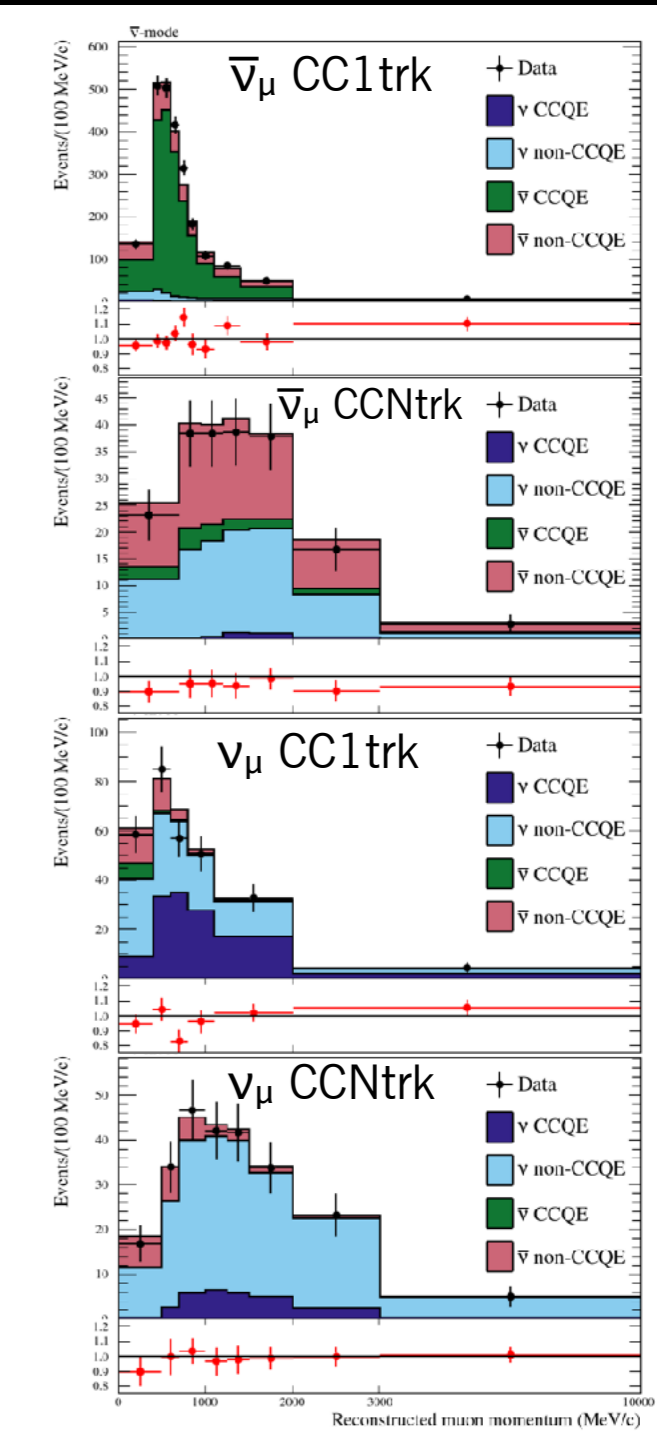 ν̅-mode
ν̅μ CC1trk
Events/(100 MeV/c)
600
500
400
300
200
100
Data
ν CCQE
ν non-CCQE
ν̅ CCQE
ν̅ non-CCQE
1.2
1.1
1.0
0.9
0.8
ν̅μ CCNtrk
Events/(100 MeV/c)
45
40
35
30
25
20
15
10
5
Data
ν CCQE
ν non-CCQE
ν̅ CCQE
ν̅ non-CCQE
1.2
1.1
1.0
0.9
0.8
νμ CC1trk
Events/(100 MeV/c)
100
80
60
40
20
Data
ν CCQE
ν non-CCQE
ν̅ CCQE
ν̅ non-CCQE
1.2
1.1
1.0
0.9
0.8
νμ CCNtrk
Events/(100 MeV/c)
50
40
30
20
10
Data
ν CCQE
ν non-CCQE
ν̅ CCQE
ν̅ non-CCQE
1.2
1.1
1.0
0.9
0.8
0 1000 2000 3000 10000
Reconstructed muon momentum (MeV/c)